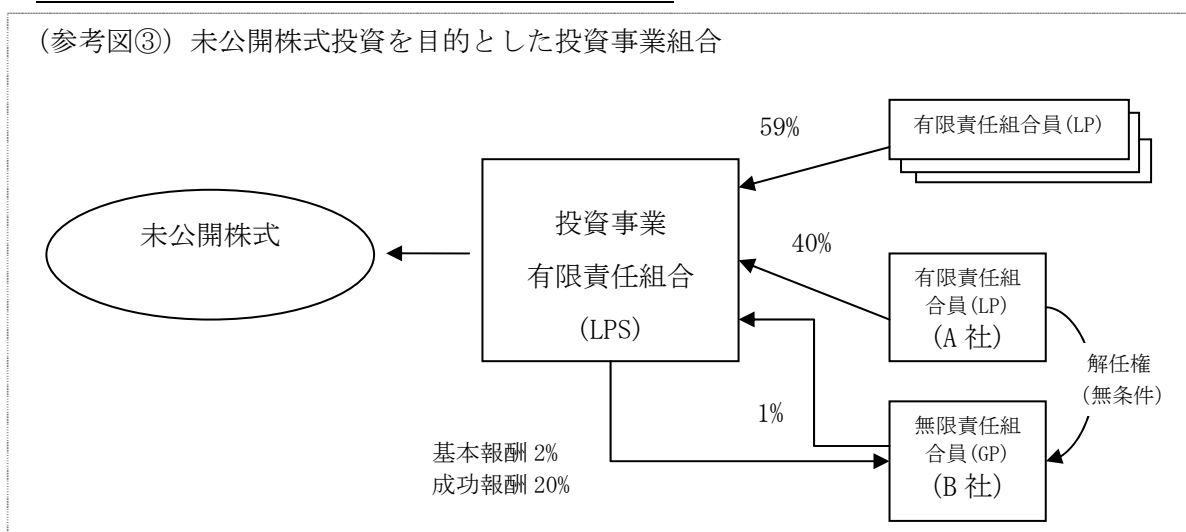 (参考図③) 未公開株式投資を目的とした投資事業組合
59%
有限責任組合員(LP)
未公開株式
投資事業
有限責任組合
(LPS)
40%
有限責任組
合員(LP)
(A 社)
解任権
(無条件)
1%
無限責任組
合員(GP)
(B 社)
基本報酬 2%
成功報酬 20%